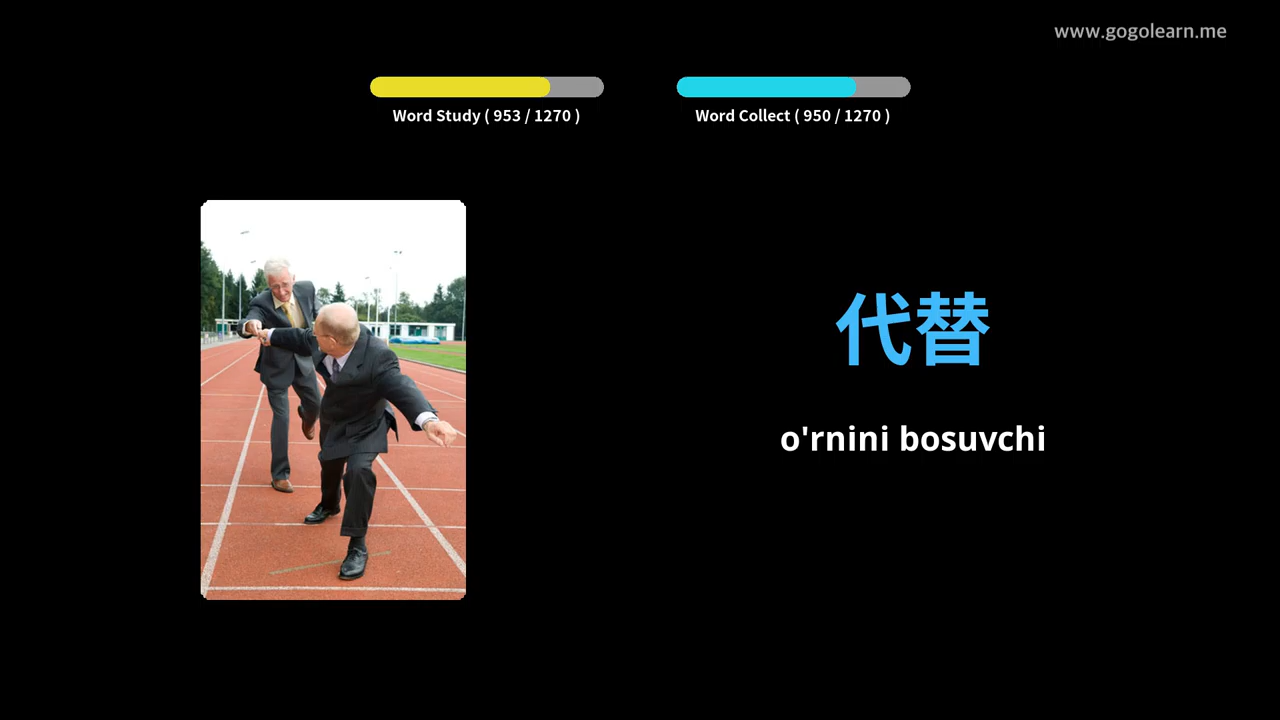 www.gogolearn.me
Word Study ( 953 / 1270 )
Word Collect ( 950 / 1270 )
代替
o'rnini bosuvchi